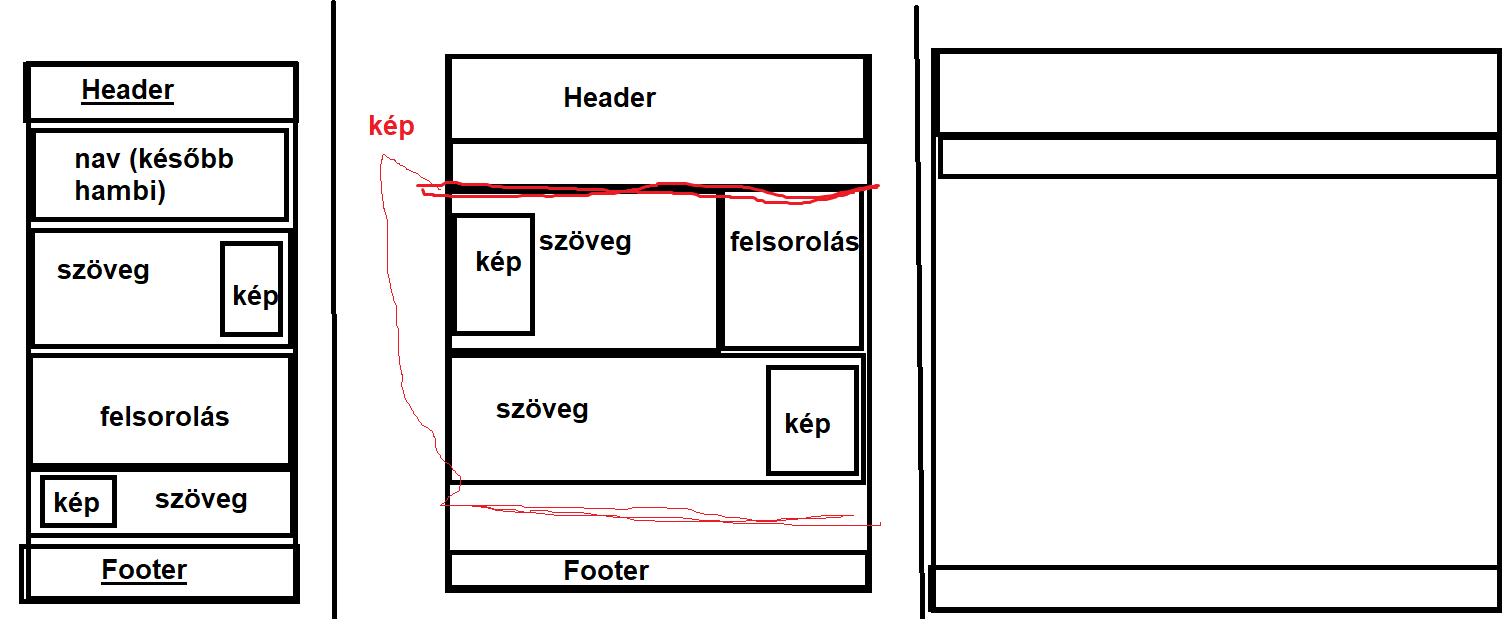 Header
nav (később
hambi)
szöveg
kép
felsorolás
kép
szöveg
Footer
kép
Header
kép
szöveg
felsorolás
szöveg
kép
Footer